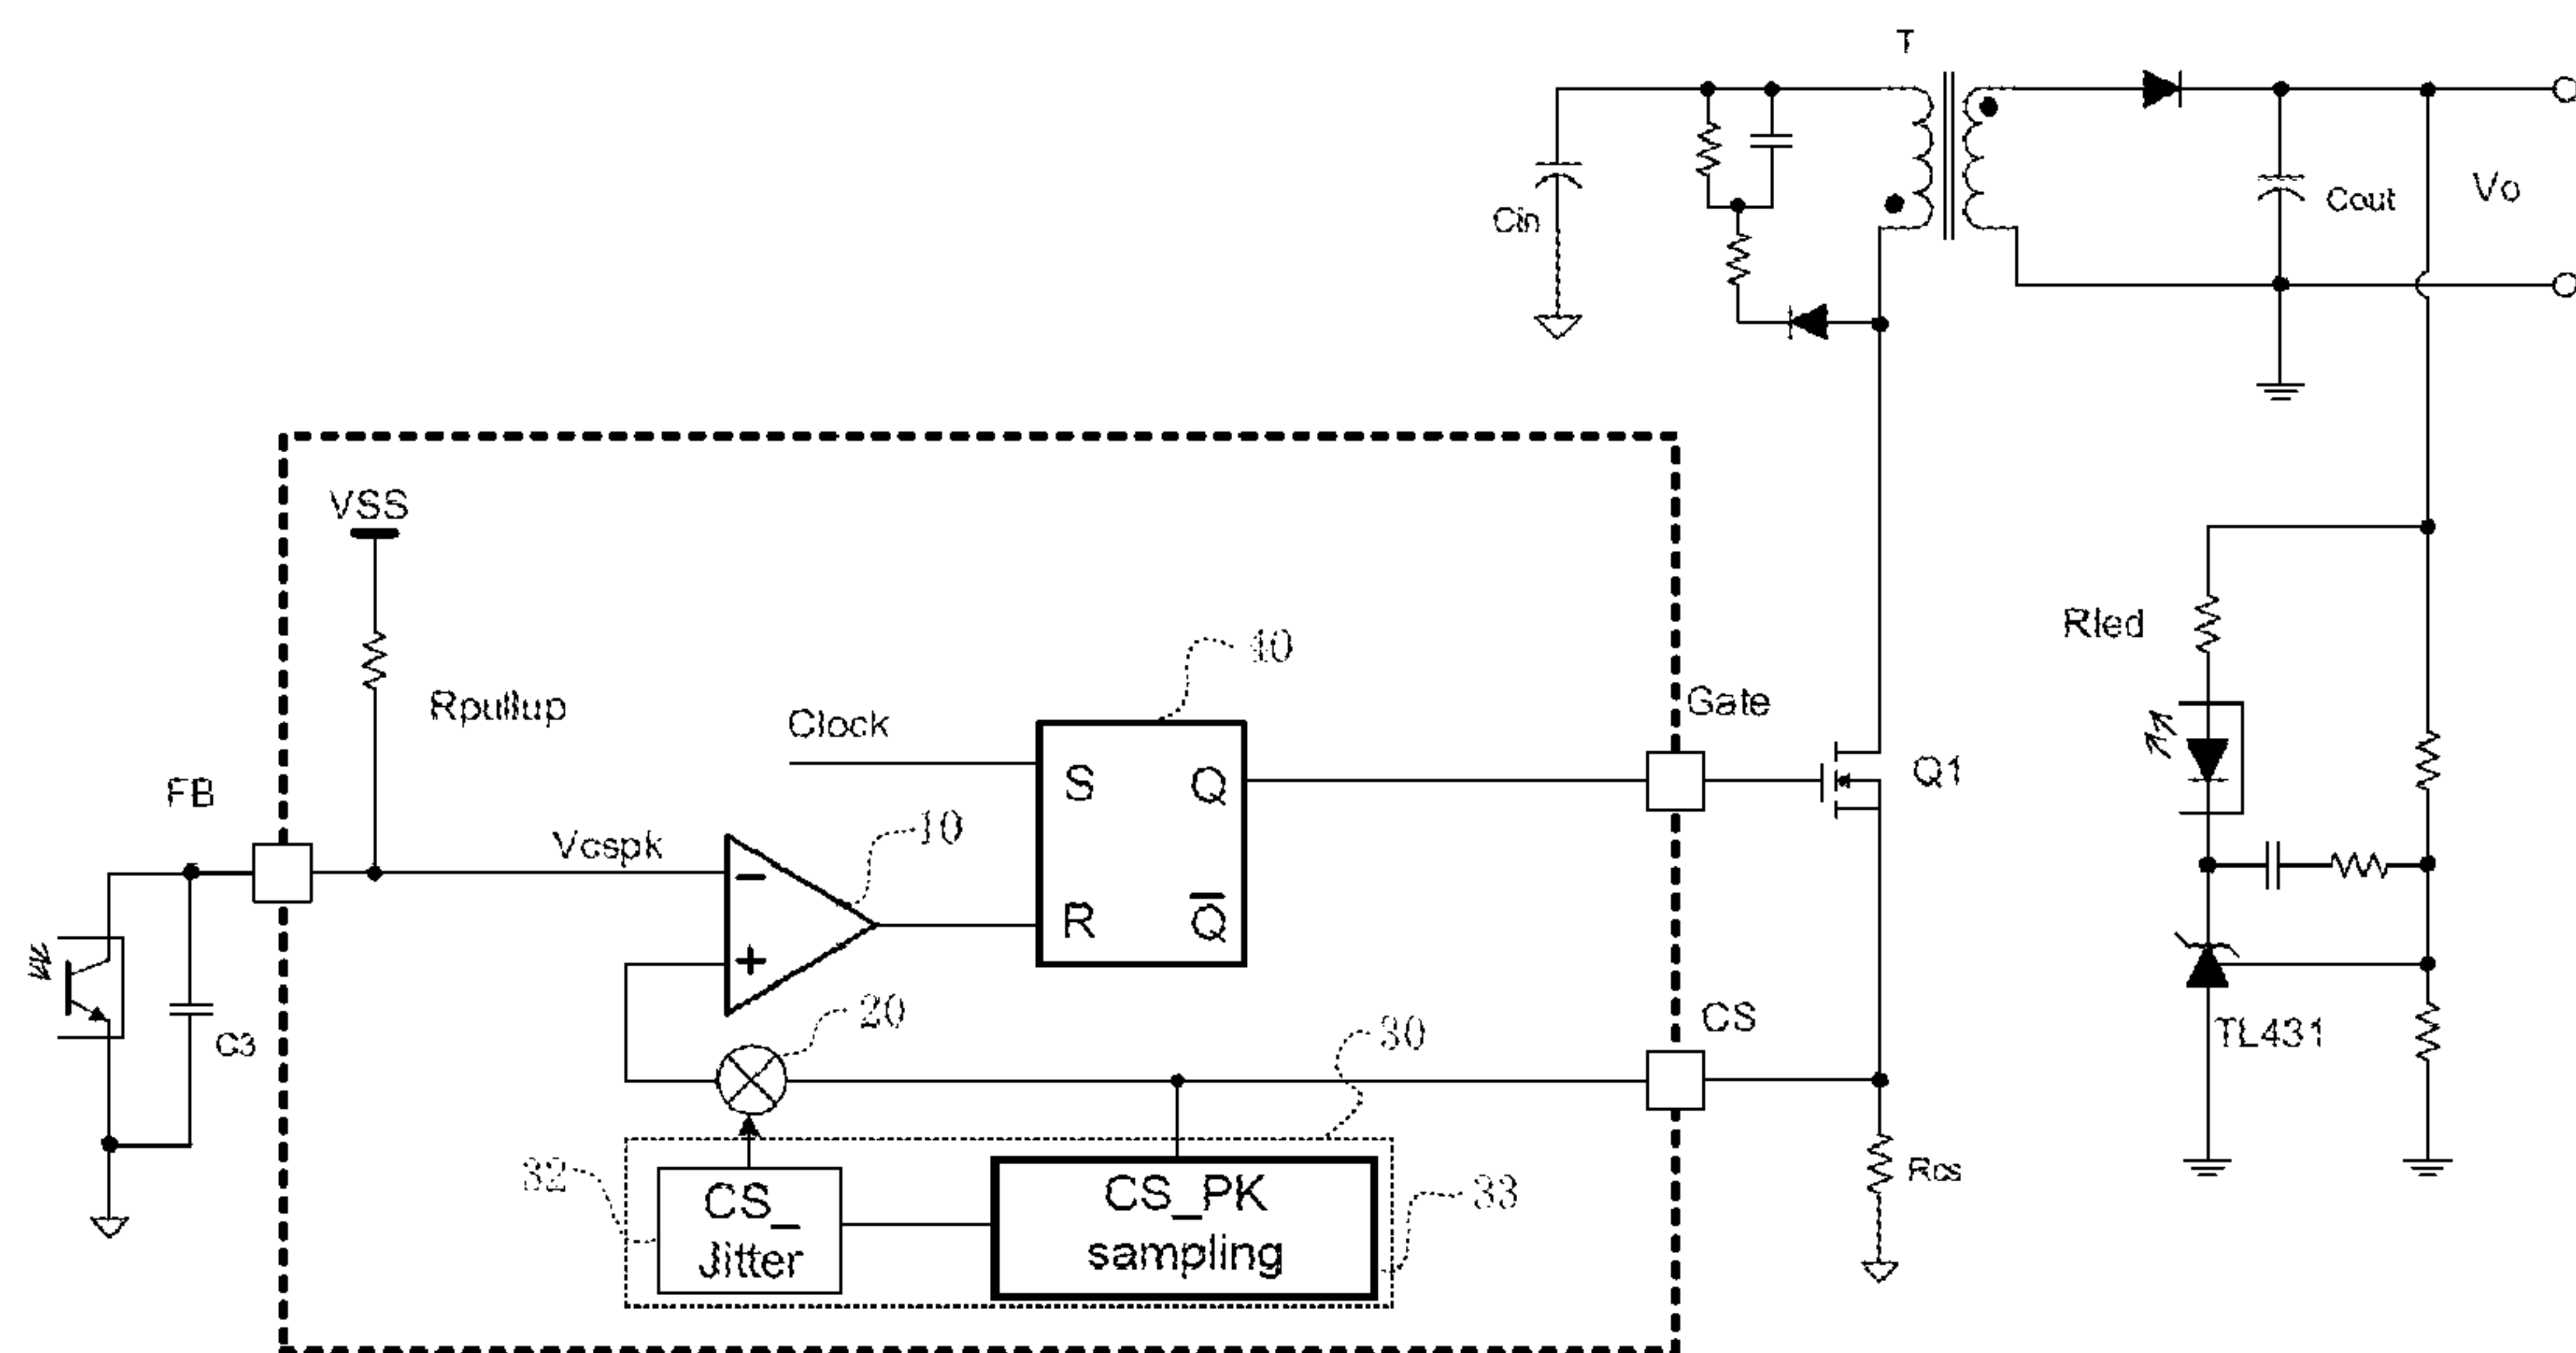 T
Cin
Cout
Vo
VSS
Rpullup
FB
Vcspk
C3
Clock
40
10
S
Q
R
Q
−
+
20
30
Gate
Q1
CS
Rcs
32
CS_
Jitter
CS_PK
sampling
33
Rled
TL431